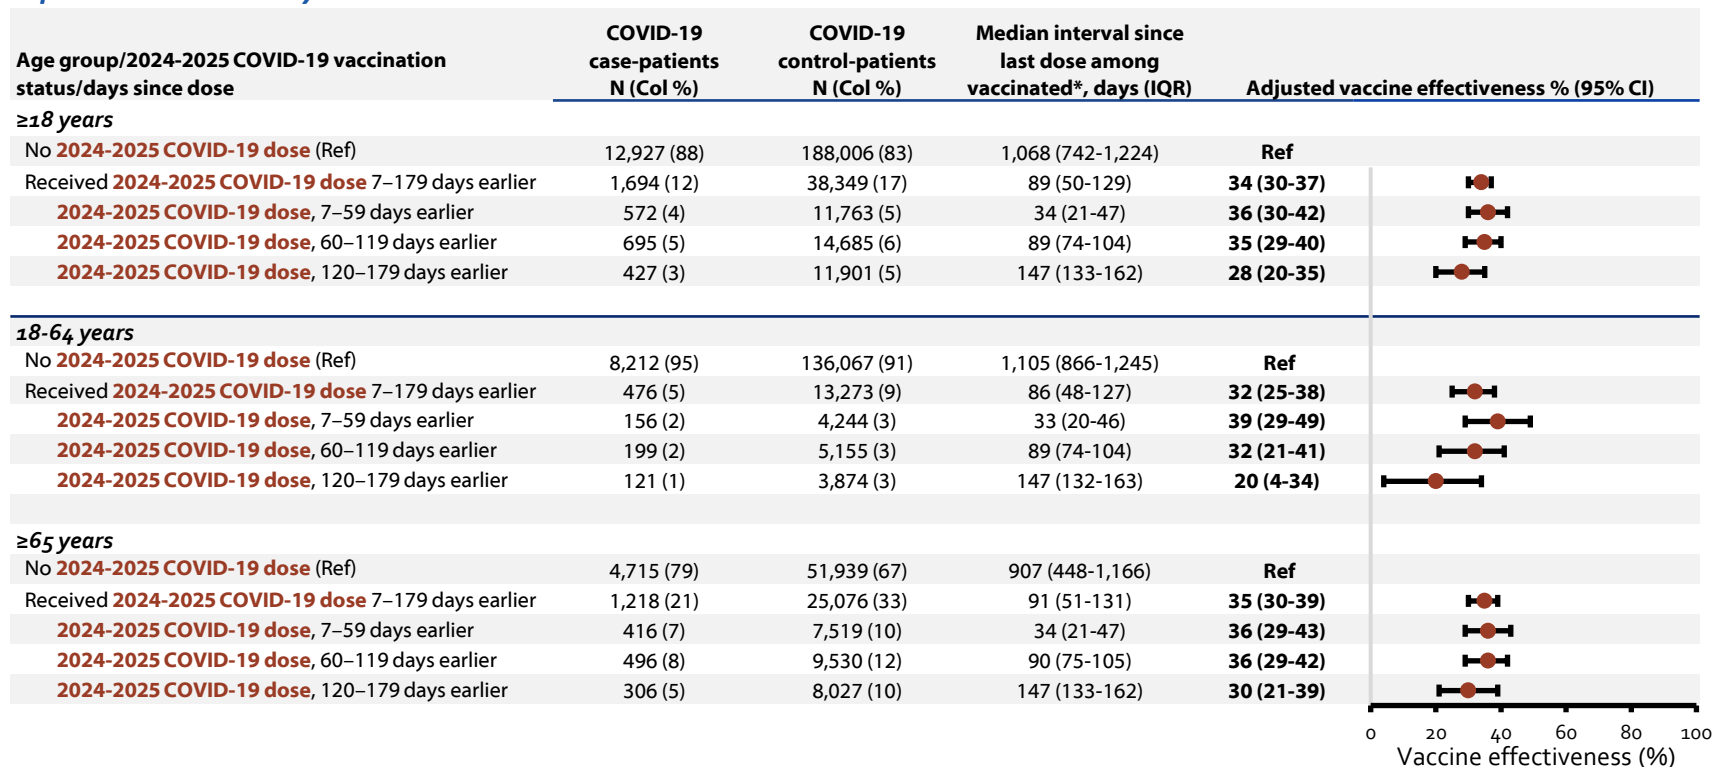 COVID-19 COVID-19 Median interval since
Age group/2024-2025 COVID-19 vaccination case-patients control-patients last dose among
status/days since dose N (Col %) N (Col %) vaccinated*, days (IQR) Adjusted vaccine effectiveness % (95% CI)
≥18 years
No 2024-2025 COVID-19 dose (Ref) 12,927 (88) 188,006 (83) 1,068 (742-1,224) Ref
Received 2024-2025 COVID-19 dose 7–179 days earlier 1,694 (12) 38,349 (17) 89 (50-129) 34 (30-37)
2024-2025 COVID-19 dose, 7–59 days earlier 572 (4) 11,763 (5) 34 (21-47) 36 (30-42)
2024-2025 COVID-19 dose, 60–119 days earlier 695 (5) 14,685 (6) 89 (74-104) 35 (29-40)
2024-2025 COVID-19 dose, 120–179 days earlier 427 (3) 11,901 (5) 147 (133-162) 28 (20-35)
18-64 years
No 2024-2025 COVID-19 dose (Ref) 8,212 (95) 136,067 (91) 1,105 (866-1,245) Ref
Received 2024-2025 COVID-19 dose 7–179 days earlier 476 (5) 13,273 (9) 86 (48-127) 32 (25-38)
2024-2025 COVID-19 dose, 7–59 days earlier 156 (2) 4,244 (3) 33 (20-46) 39 (29-49)
2024-2025 COVID-19 dose, 60–119 days earlier 199 (2) 5,155 (3) 89 (74-104) 32 (21-41)
2024-2025 COVID-19 dose, 120–179 days earlier 121 (1) 3,874 (3) 147 (132-163) 20 (4-34)
≥65 years
No 2024-2025 COVID-19 dose (Ref) 4,715 (79) 51,939 (67) 907 (448-1,166) Ref
Received 2024-2025 COVID-19 dose 7–179 days earlier 1,218 (21) 25,076 (33) 91 (51-131) 35 (30-39)
2024-2025 COVID-19 dose, 7–59 days earlier 416 (7) 7,519 (10) 34 (21-47) 36 (29-43)
2024-2025 COVID-19 dose, 60–119 days earlier 496 (8) 9,530 (12) 90 (75-105) 36 (29-42)
2024-2025 COVID-19 dose, 120–179 days earlier 306 (5) 8,027 (10) 147 (133-162) 30 (21-39)
0 20 40 60 80 100
Vaccine effectiveness (%)